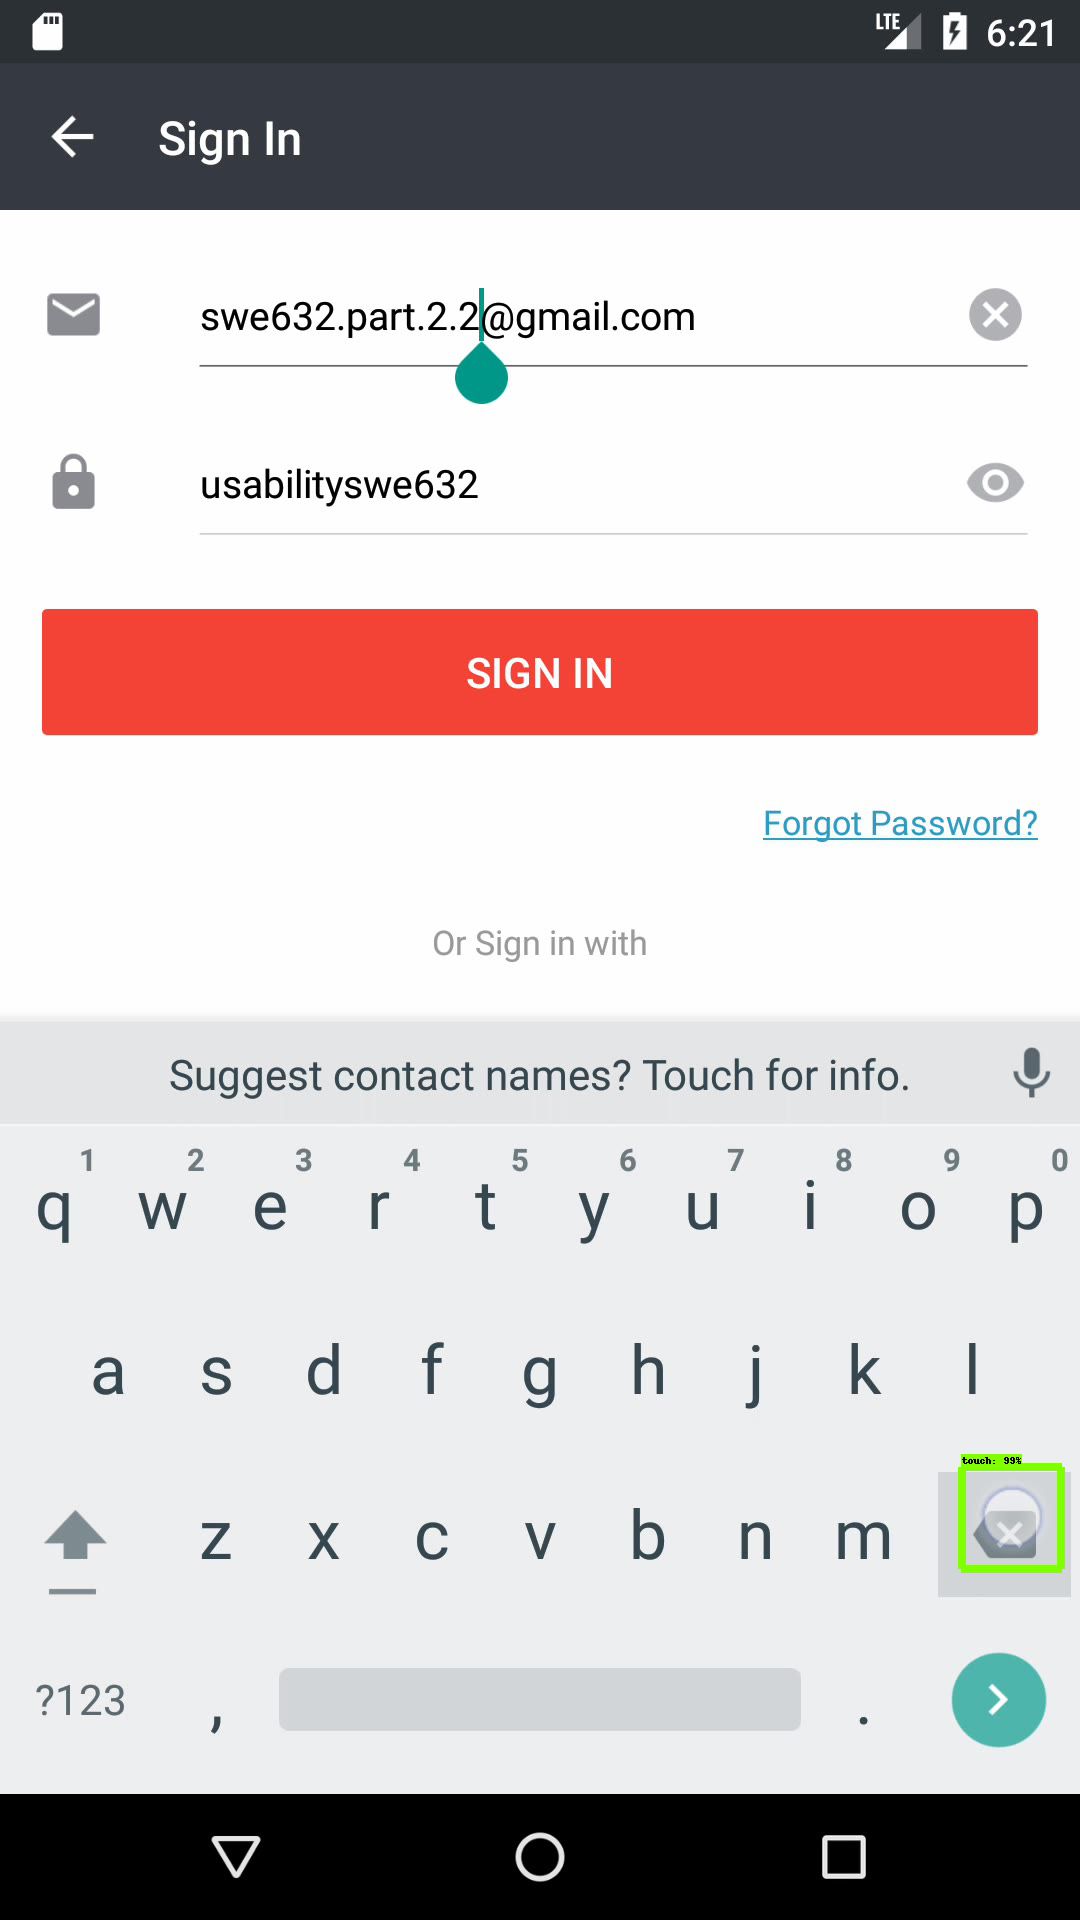 LTE 6:21
Sign In
swe632.part.2.2@gmail.com
usabilityswe632
SIGN IN
Forgot Password?
Or Sign in with
Suggest contact names? Touch for info.
1 2 3 4 5 6 7 8 9 0
q w e r t y u i o p
a s d f g h j k l
touch: 99%
z x c v b n m
?123 , .